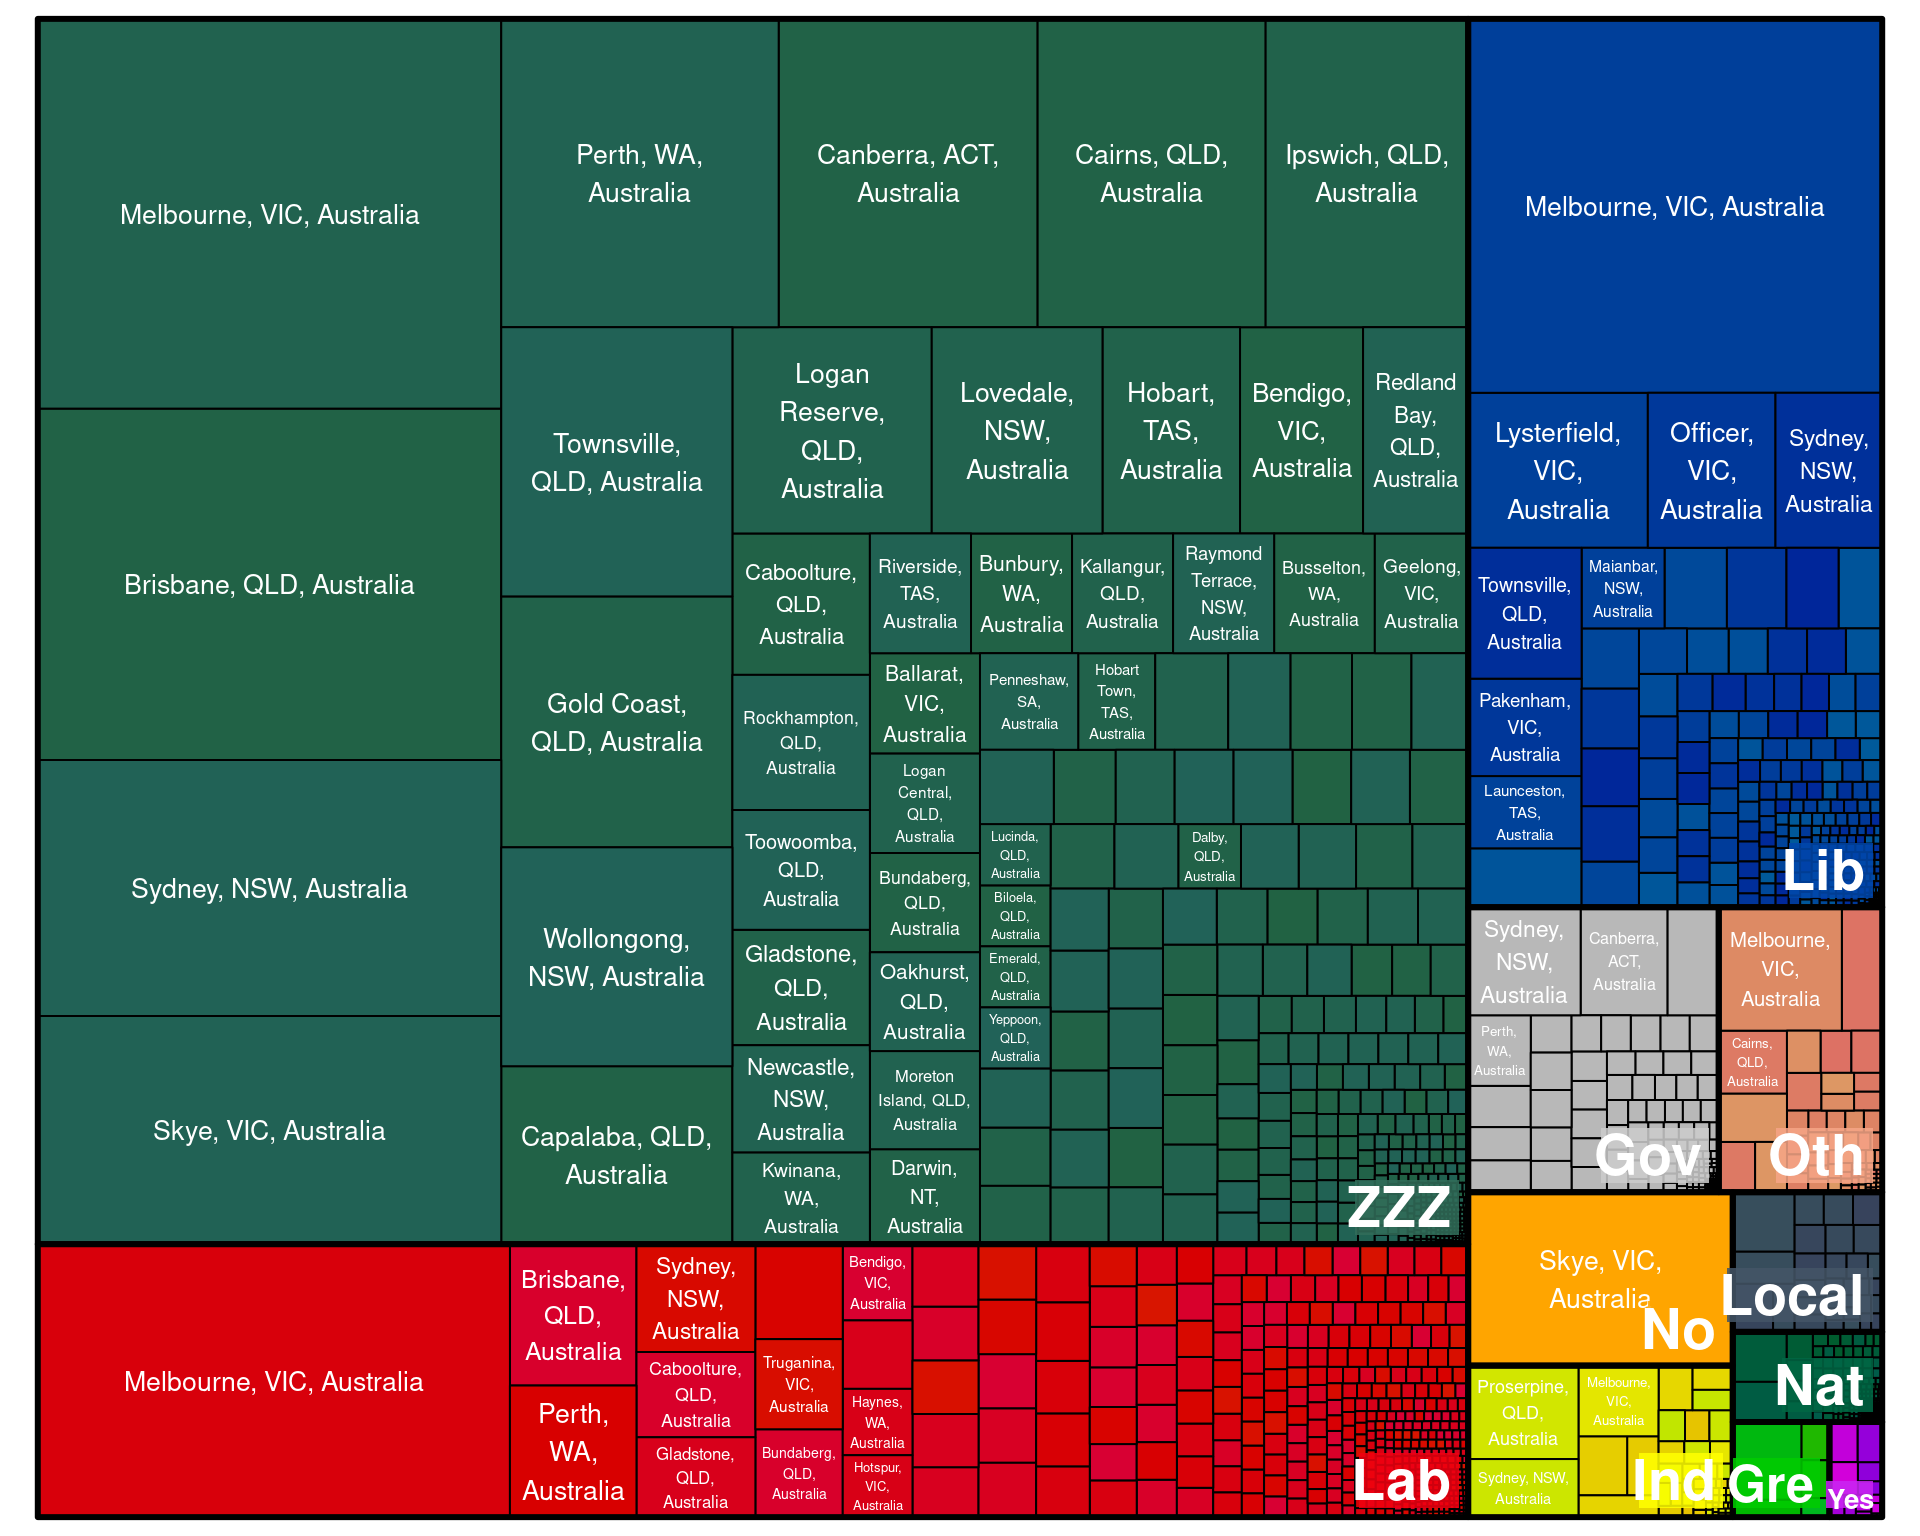 Melbourne, VIC, Australia
Brisbane, QLD, Australia
Sydney, NSW, Australia
Skye, VIC, Australia
Perth, WA,
Australia
Canberra, ACT,
Australia
Cairns, QLD,
Australia
Ipswich, QLD,
Australia
Townsville,
QLD, Australia
Gold Coast,
QLD, Australia
Wollongong,
NSW, Australia
Capalaba, QLD,
Australia
Logan
Reserve,
QLD,
Australia
Lovedale,
NSW,
Australia
Hobart,
TAS,
Australia
Bendigo,
VIC,
Australia
Redland
Bay,
QLD,
Australia
Caboolture,
QLD,
Australia
Rockhampton,
QLD,
Australia
Toowoomba,
QLD,
Australia
Gladstone,
QLD,
Australia
Newcastle,
NSW,
Australia
Kwinana,
WA,
Australia
Riverside,
TAS,
Australia
Bunbury,
WA,
Australia
Kallangur,
QLD,
Australia
Raymond
Terrace,
NSW,
Australia
Busselton,
WA,
Australia
Geelong,
VIC,
Australia
Ballarat,
VIC,
Australia
Logan
Central,
QLD,
Australia
Bundaberg,
QLD,
Australia
Oakhurst,
QLD,
Australia
Moreton
Island, QLD,
Australia
Darwin,
NT,
Australia
Penneshaw,
SA,
Australia
Hobart
Town,
TAS,
Australia
Lucinda,
QLD,
Australia
Biloela,
QLD,
Australia
Emerald,
QLD,
Australia
Yeppoon,
QLD,
Australia
Dalby,
QLD,
Australia
ZZZ
Melbourne, VIC, Australia
Lysterfield,
VIC,
Australia
Officer,
VIC,
Australia
Sydney,
NSW,
Australia
Townsville,
QLD,
Australia
Pakenham,
VIC,
Australia
Launceston,
TAS,
Australia
Maianbar,
NSW,
Australia
Lib
Sydney,
NSW,
Australia
Canberra,
ACT,
Australia
Perth,
WA,
Australia
Gov
Melbourne,
VIC,
Australia
Cairns,
QLD,
Australia
Oth
Melbourne, VIC, Australia
Brisbane,
QLD,
Australia
Perth,
WA,
Australia
Sydney,
NSW,
Australia
Caboolture,
QLD,
Australia
Gladstone,
QLD,
Australia
Truganina,
VIC,
Australia
Bundaberg,
QLD,
Australia
Bendigo,
VIC,
Australia
Haynes,
WA,
Australia
Hotspur,
VIC,
Australia
Lab
Skye, VIC,
Australia
No
Local
Nat
Proserpine,
QLD,
Australia
Sydney, NSW,
Australia
Melbourne,
VIC,
Australia
Ind
Gre
Yes